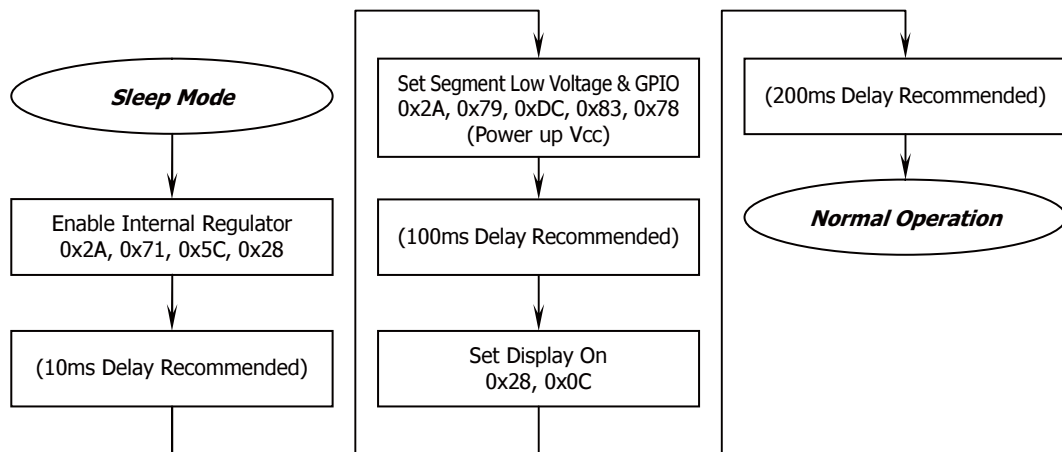 Sleep Mode
Enable Internal Regulator
0x2A, 0x71, 0x5C, 0x28
(10ms Delay Recommended)
Set Segment Low Voltage & GPIO
0x2A, 0x79, 0xDC, 0x83, 0x78
(Power up Vcc)
(100ms Delay Recommended)
Set Display On
0x28, 0x0C
(200ms Delay Recommended)
Normal Operation